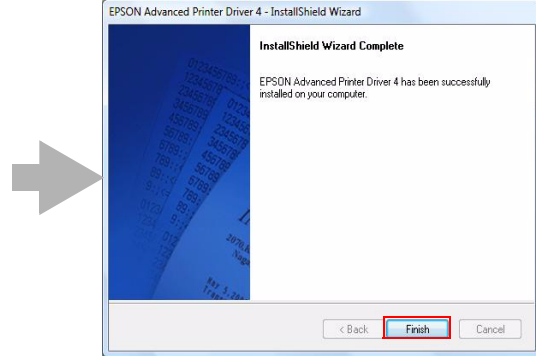 EPSON Advanced Printer Driver 4 - InstallShield Wizard
InstallShield Wizard Complete
EPSON Advanced Printer Driver 4 has been successfully
installed on your computer.
< Back
Finish
Cancel